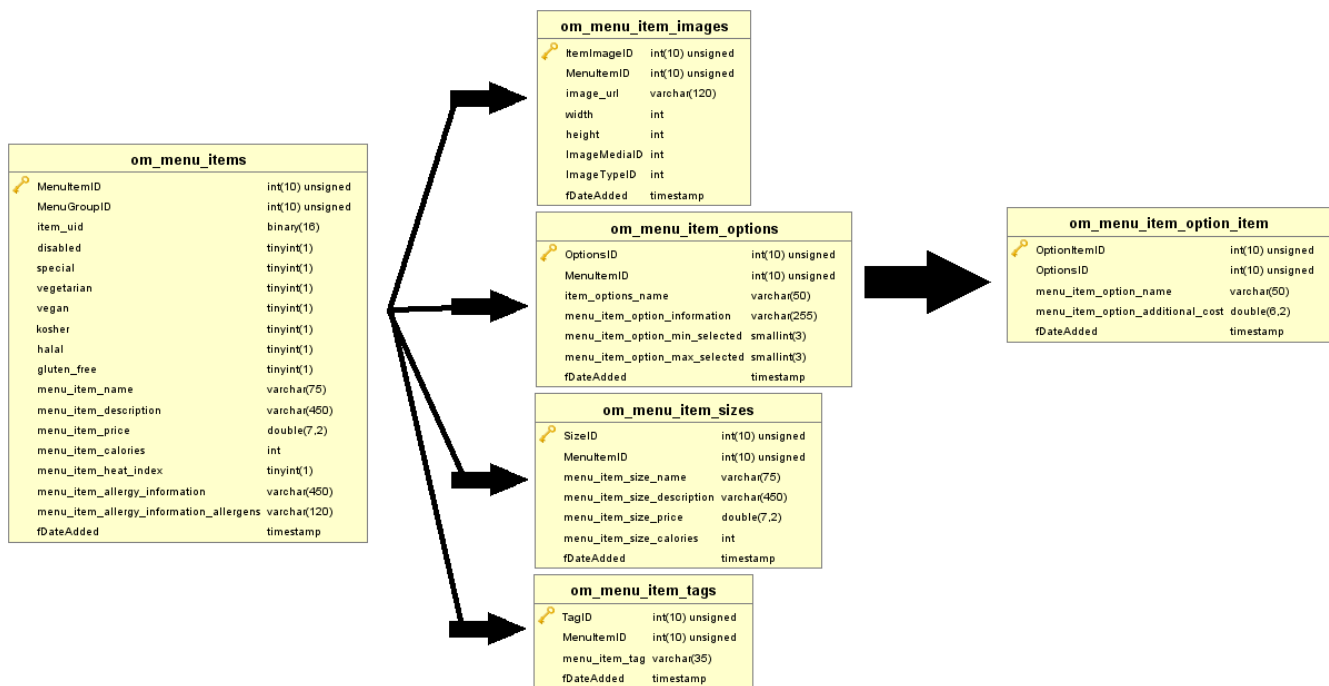 om_menu_items
MenuItemID int(10) unsigned
MenuGroupID int(10) unsigned
item_uid binary(16)
disabled tinyint(1)
special tinyint(1)
vegetarian tinyint(1)
vegan tinyint(1)
kosher tinyint(1)
halal tinyint(1)
gluten_free tinyint(1)
menu_item_name varchar(75)
menu_item_description varchar(450)
menu_item_price double(7,2)
menu_item_calories int
menu_item_heat_index tinyint(1)
menu_item_allergy_information varchar(450)
menu_item_allergy_information_allergens varchar(120)
fDateAdded timestamp
om_menu_item_images
ItemImageID int(10) unsigned
MenuItemID int(10) unsigned
image_url varchar(120)
width int
height int
ImageMediaID int
ImageTypeID int
fDateAdded timestamp
om_menu_item_options
OptionsID int(10) unsigned
MenuItemID int(10) unsigned
item_options_name varchar(50)
menu_item_option_information varchar(255)
menu_item_option_min_selected smallint(3)
menu_item_option_max_selected smallint(3)
fDateAdded timestamp
om_menu_item_sizes
SizeID int(10) unsigned
MenuItemID int(10) unsigned
menu_item_size_name varchar(75)
menu_item_size_description varchar(450)
menu_item_size_price double(7,2)
menu_item_size_calories int
fDateAdded timestamp
om_menu_item_tags
TagID int(10) unsigned
MenuItemID int(10) unsigned
menu_item_tag varchar(35)
fDateAdded timestamp
om_menu_item_option_item
OptionItemID int(10) unsigned
OptionsID int(10) unsigned
menu_item_option_name varchar(50)
menu_item_option_additional_cost double(6,2)
fDateAdded timestamp